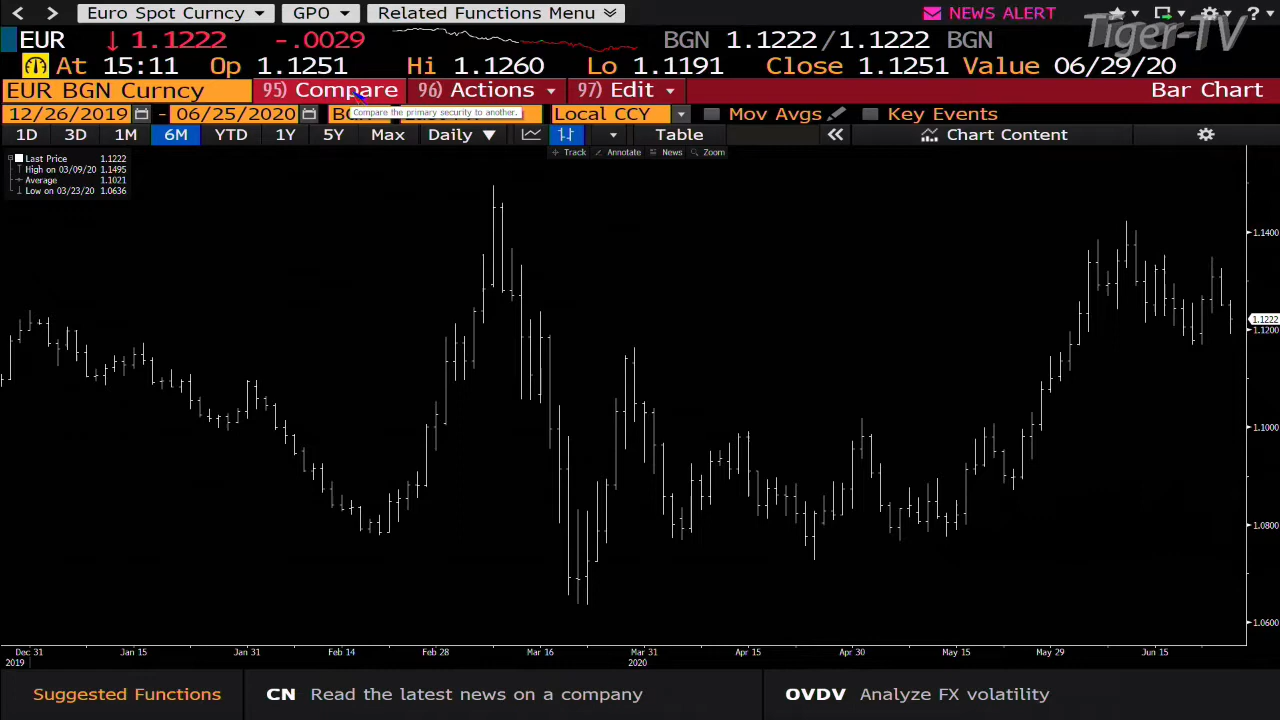 < > Euro Spot Curncy GPO Related Functions Menu NEWS ALERT ?
Tiger-TV
EUR ↓ 1.1222 -.0029 BGN 1.1222/1.1222 BGN
At 15:11 Op 1.1251 Hi 1.1260 Lo 1.1191 Close 1.1251 Value 06/29/20
EUR BGN Curncy 95) Compare 96) Actions 97) Edit Bar Chart
12/26/2019 - 06/25/2020 Local CCY Mov Avgs Key Events
Compare the primary security to another.
1D 3D 1M 6M YTD 1Y 5Y Max Daily ▼ Table « Chart Content
Track Annotate News Zoom
Last Price 1.1222
High on 03/09/20 1.1495
Average 1.1021
Low on 03/23/20 1.0636
1.1400
1.1222
1.1200
1.1000
1.0800
1.0600
Dec 31 Jan 15 Jan 31 Feb 14 Feb 28 Mar 16 Mar 31 Apr 15 Apr 30 May 15 May 29 Jun 15
2019 2020
Suggested Functions CN Read the latest news on a company OVDV Analyze FX volatility